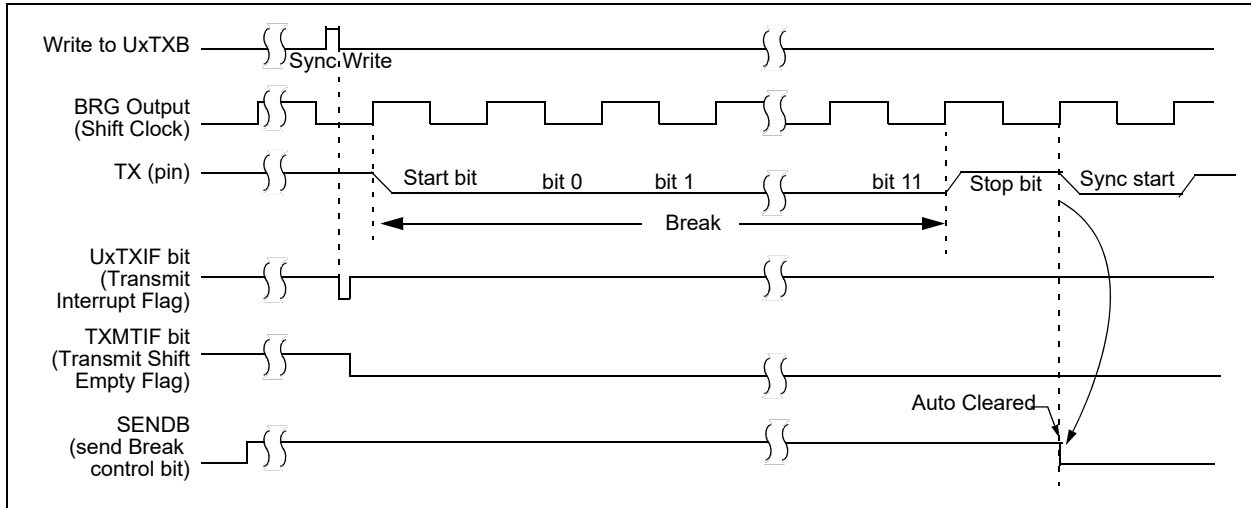 Write to UxTXB
Sync Write
BRG Output
(Shift Clock)
TX (pin)
Start bit
bit 0
bit 1
bit 11
Stop bit
Sync start
Break
UxTXIF bit
(Transmit
Interrupt Flag)
TXMTIF bit
(Transmit Shift
Empty Flag)
Auto Cleared
SENDB
(send Break
control bit)